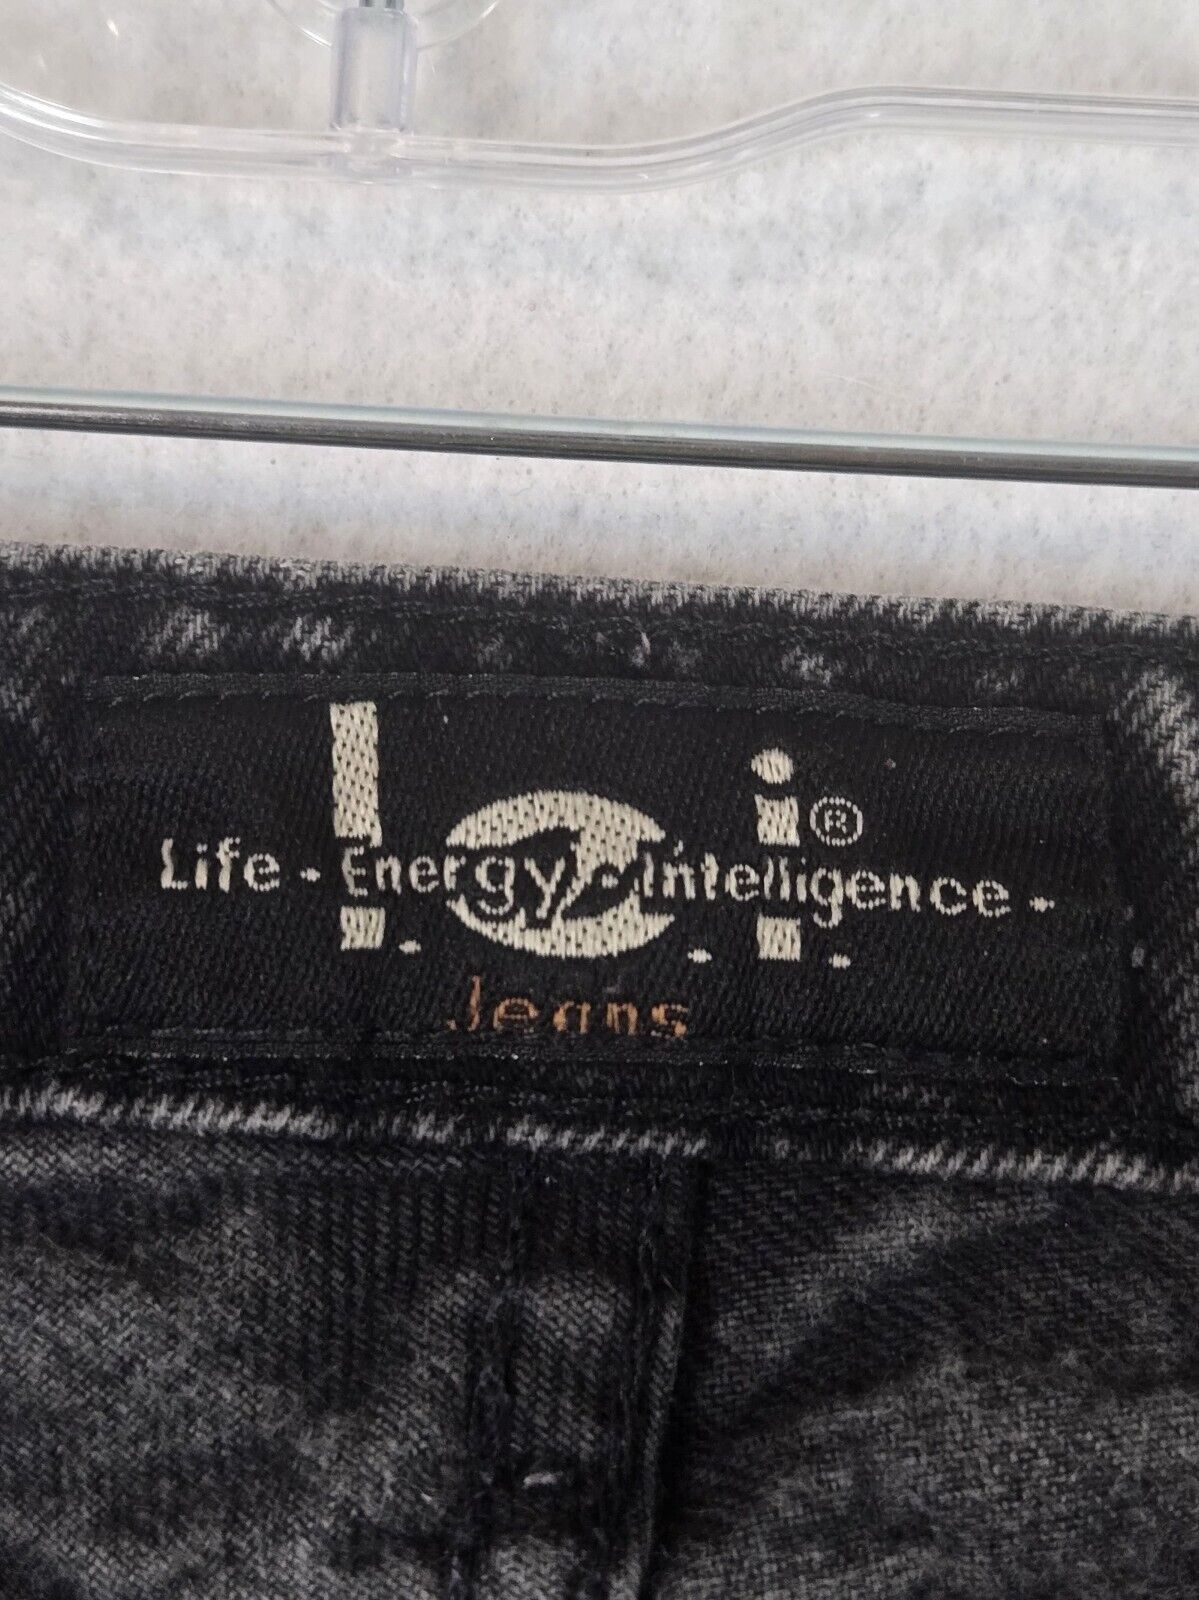 l.e.i.®
Life - Energy - Intelligence -
Jeans